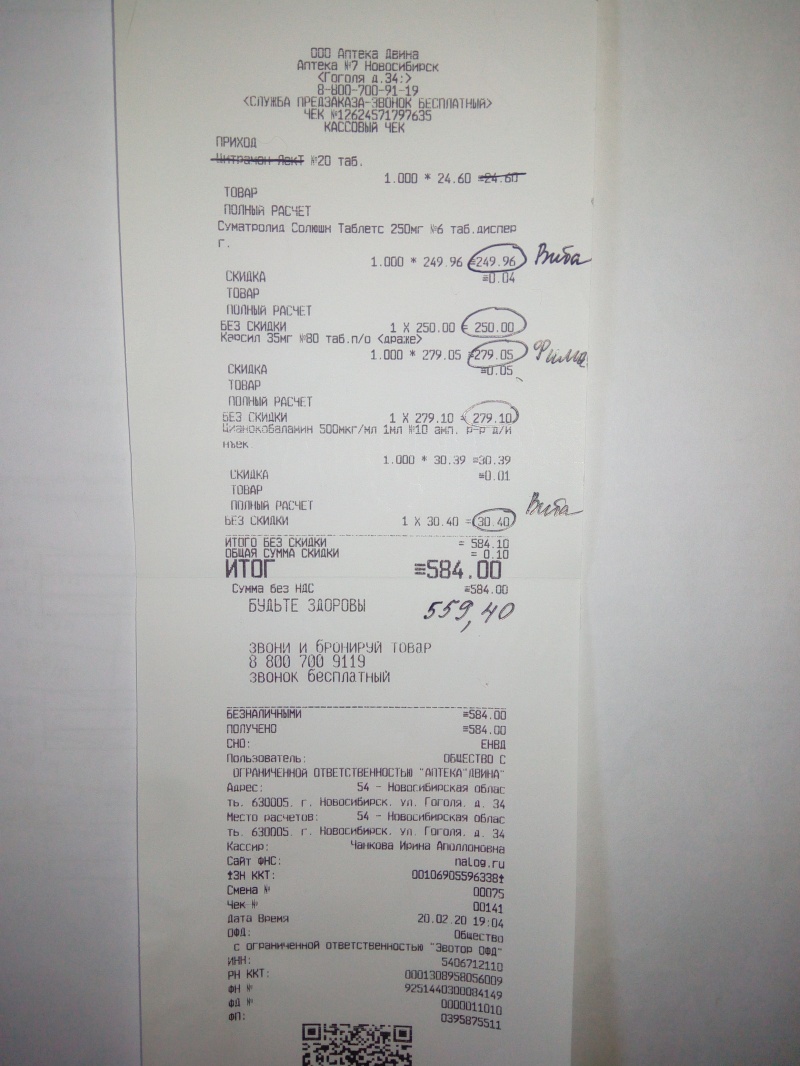 ООО Аптека Двина
Аптека №7 Новосибирск
<Гоголя д.34:>
8-800-700-91-19
<СЛУЖБА ПРЕДЗАКАЗА-ЗВОНОК БЕСПЛАТНЫЙ>
ЧЕК №12624571797635
КАССОВЫЙ ЧЕК
ПРИХОД
Цитрамон №20 таб.
1.000 * 24.60 =24.60
ТОВАР
ПОЛНЫЙ РАСЧЕТ
Суматролид Солюшн Таблетс 250мг №6 таб.диспер
г.
1.000 * 249.96 =249.96 Вита
СКИДКА =0.04
ТОВАР
ПОЛНЫЙ РАСЧЕТ
БЕЗ СКИДКИ 1 X 250.00 = 250.00
Карсил 35мг №80 таб.п/о <драже>
1.000 * 279.05 =279.05 Фима
СКИДКА =0.05
ТОВАР
ПОЛНЫЙ РАСЧЕТ
БЕЗ СКИДКИ 1 X 279.10 = 279.10
Цианокобаламин 500мкг/мл 1мл №10 амп. р-р д/и
нъек
1.000 * 30.39 =30.39
СКИДКА =0.01
ТОВАР
ПОЛНЫЙ РАСЧЕТ Вита
БЕЗ СКИДКИ 1 X 30.40 = 30.40
ИТОГО БЕЗ СКИДКИ = 584.10
ОБЩАЯ СУММА СКИДКИ = 0.10
ИТОГ =584.00
Сумма без НДС =584.00
БУДЬТЕ ЗДОРОВЫ 559,40
ЗВОНИ И БРОНИРУЙ ТОВАР
8 800 700 9119
ЗВОНОК БЕСПЛАТНЫЙ
БЕЗНАЛИЧНЫМИ =584.00
ПОЛУЧЕНО =584.00
СНО: ЕНВД
Пользователь: ОБЩЕСТВО С
ОГРАНИЧЕННОЙ ОТВЕТСТВЕННОСТЬЮ "АПТЕКА"ДВИНА"
Адрес: 54 - Новосибирская облас
ть. 630005. г. Новосибирск. ул. Гоголя. д. 34
Место расчетов: 54 - Новосибирская облас
ть. 630005. г. Новосибирск. ул. Гоголя. д. 34
Кассир: Чанкова Ирина Аполлоновна
Сайт ФНС: nalog.ru
ЗН ККТ: 00106905596338
Смена № 00075
Чек № 00141
Дата Время 20.02.20 19:04
ОФД: Общество
с ограниченной ответственностью "Эвотор ОФД"
ИНН: 5406712110
РН ККТ: 0001308958056009
ФН № 9251440300084149
ФД № 0000011010
ФП: 0395875511